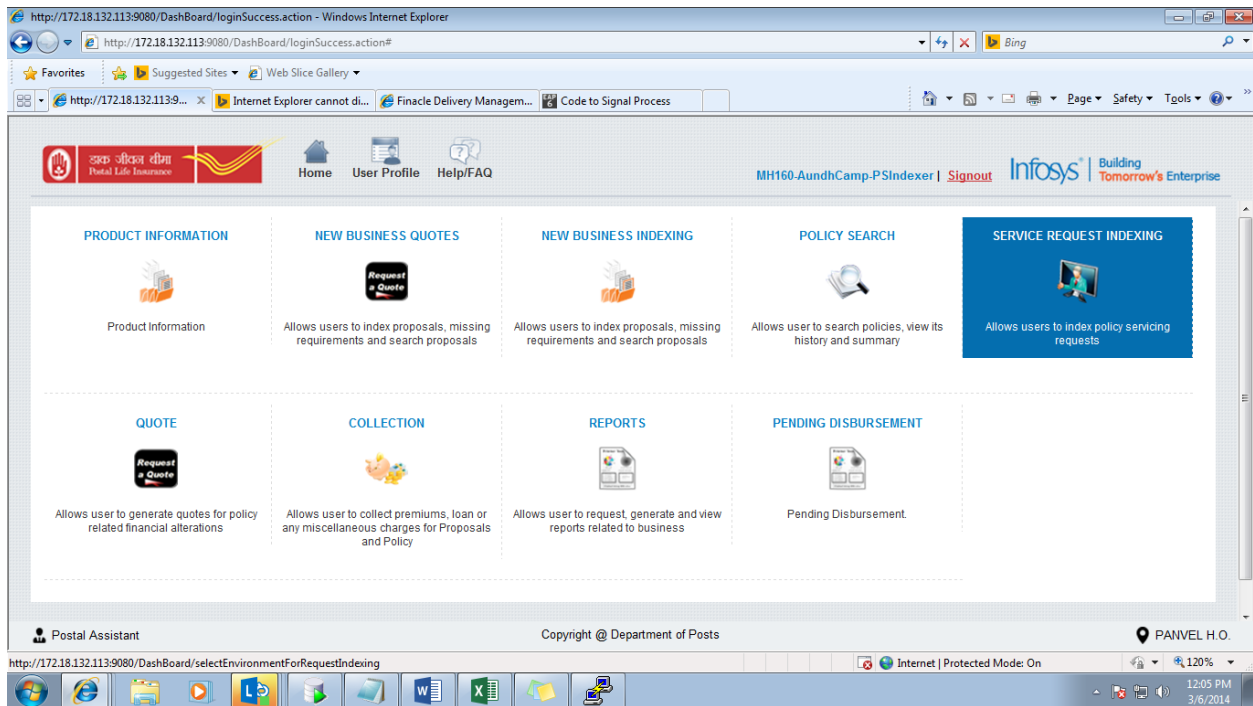 http://172.18.132.113:9080/DashBoard/loginSuccess.action - Windows Internet Explorer
http://172.18.132.113:9080/DashBoard/loginSuccess.action#
Bing
Favorites Suggested Sites Web Slice Gallery
http://172.18.132.113:9... X Internet Explorer cannot di... Finacle Delivery Managem... Code to Signal Process
Page Safety Tools
डाक जीवन बीमा
Postal Life Insurance
Home User Profile Help/FAQ
MH160-AundhCamp-PSIndexer | Signout
Infosys | Building Tomorrow's Enterprise
PRODUCT INFORMATION
Product Information
NEW BUSINESS QUOTES
Request a Quote
Allows users to index proposals, missing
requirements and search proposals
NEW BUSINESS INDEXING
Allows users to index proposals, missing
requirements and search proposals
POLICY SEARCH
Allows user to search policies, view its
history and summary
SERVICE REQUEST INDEXING
Allows users to index policy servicing
requests
QUOTE
Request a Quote
Allows user to generate quotes for policy
related financial alterations
COLLECTION
Allows user to collect premiums, loan or
any miscellaneous charges for Proposals
and Policy
REPORTS
Allows user to request, generate and view
reports related to business
PENDING DISBURSEMENT
Pending Disbursement.
Postal Assistant
Copyright @ Department of Posts
PANVEL H.O.
http://172.18.132.113:9080/DashBoard/selectEnvironmentForRequestIndexing
Internet | Protected Mode: On
120%
12:05 PM
3/6/2014